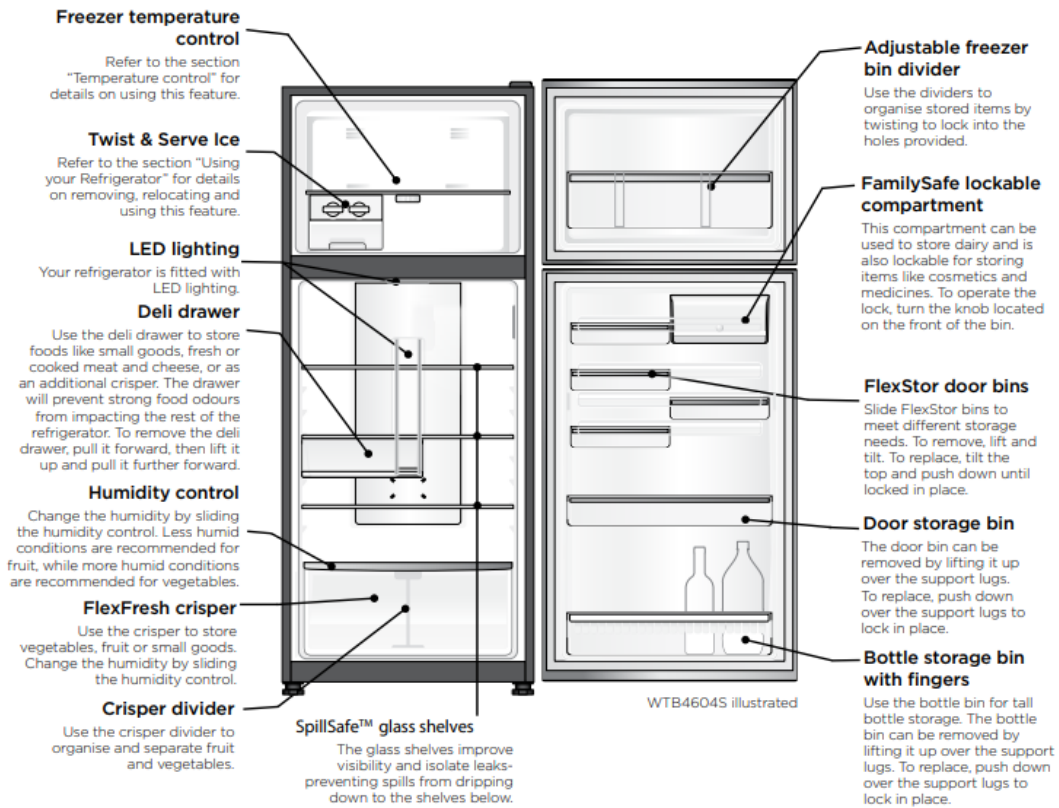 Freezer temperature
control
Refer to the section
“Temperature control” for
details on using this feature.
Twist & Serve Ice
Refer to the section “Using
your Refrigerator” for details
on removing, relocating and
using this feature.
LED lighting
Your refrigerator is fitted with
LED lighting.
Deli drawer
Use the deli drawer to store
foods like small goods, fresh or
cooked meat and cheese, or as
an additional crisper. The drawer
will prevent strong food odours
from impacting the rest of the
refrigerator. To remove the deli
drawer, pull it forward, then lift it
up and pull it further forward.
Humidity control
Change the humidity by sliding
the humidity control. Less humid
conditions are recommended for
fruit, while more humid conditions
are recommended for vegetables.
FlexFresh crisper
Use the crisper to store
vegetables, fruit or small goods.
Change the humidity by sliding
the humidity control.
Crisper divider
Use the crisper divider to
organise and separate fruit
and vegetables.
SpillSafe™ glass shelves
The glass shelves improve
visibility and isolate leaks-
preventing spills from dripping
down to the shelves below.
WTB4604S illustrated
Adjustable freezer
bin divider
Use the dividers to
organise stored items by
twisting to lock into the
holes provided.
FamilySafe lockable
compartment
This compartment can be
used to store dairy and is
also lockable for storing
items like cosmetics and
medicines. To operate the
lock, turn the knob located
on the front of the bin.
FlexStor door bins
Slide FlexStor bins to
meet different storage
needs. To remove, lift and
tilt. To replace, tilt the
top and push down until
locked in place.
Door storage bin
The door bin can be
removed by lifting it up
over the support lugs.
To replace, push down
over the support lugs to
lock in place.
Bottle storage bin
with fingers
Use the bottle bin for tall
bottle storage. The bottle
bin can be removed by
lifting it up over the support
lugs. To replace, push down
over the support lugs to
lock in place.